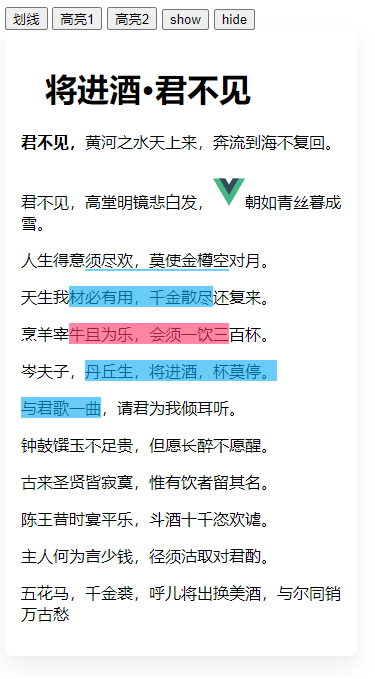 划线 高亮1 高亮2 show hide
将进酒•君不见
君不见，黄河之水天上来，奔流到海不复回。
君不见，高堂明镜悲白发，朝如青丝暮成
雪。
人生得意须尽欢，莫使金樽空对月。
天生我材必有用，千金散尽还复来。
烹羊宰牛且为乐，会须一饮三百杯。
岑夫子，丹丘生，将进酒，杯莫停。
与君歌一曲，请君为我倾耳听。
钟鼓馔玉不足贵，但愿长醉不愿醒。
古来圣贤皆寂寞，惟有饮者留其名。
陈王昔时宴平乐，斗酒十千恣欢谑。
主人何为言少钱，径须沽取对君酌。
五花马，千金裘，呼儿将出换美酒，与尔同销
万古愁